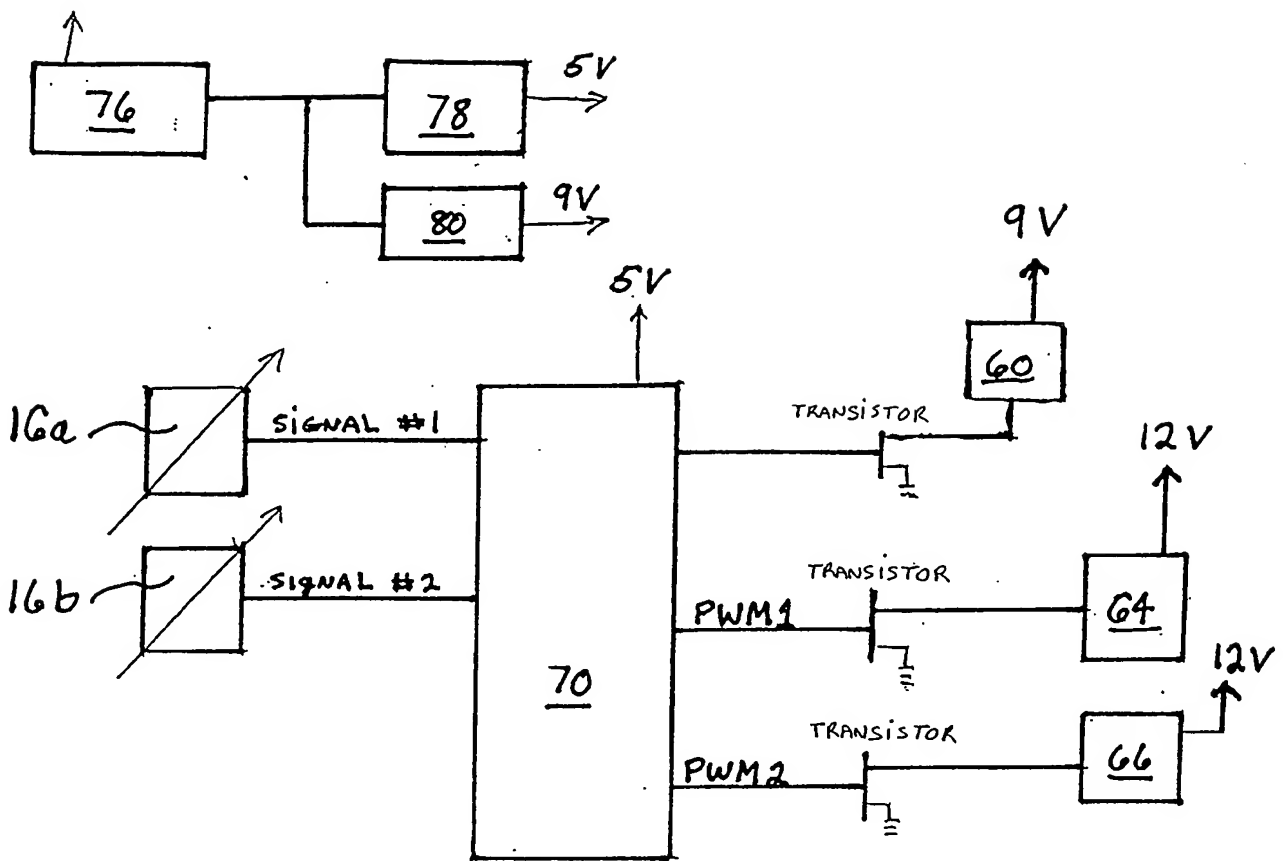 76
78
5V
80
9V
5V
9V
60
16a
SIGNAL #1
TRANSISTOR
12V
16b
SIGNAL #2
TRANSISTOR
PWM1
64
12V
70
TRANSISTOR
PWM2
66